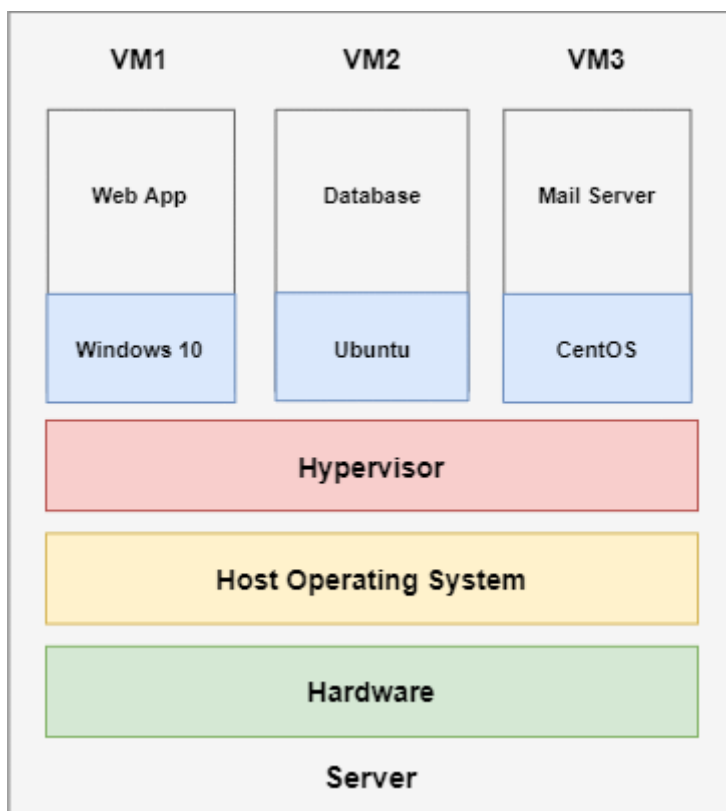 VM1 VM2 VM3
Web App Database Mail Server
Windows 10 Ubuntu CentOS
Hypervisor
Host Operating System
Hardware
Server